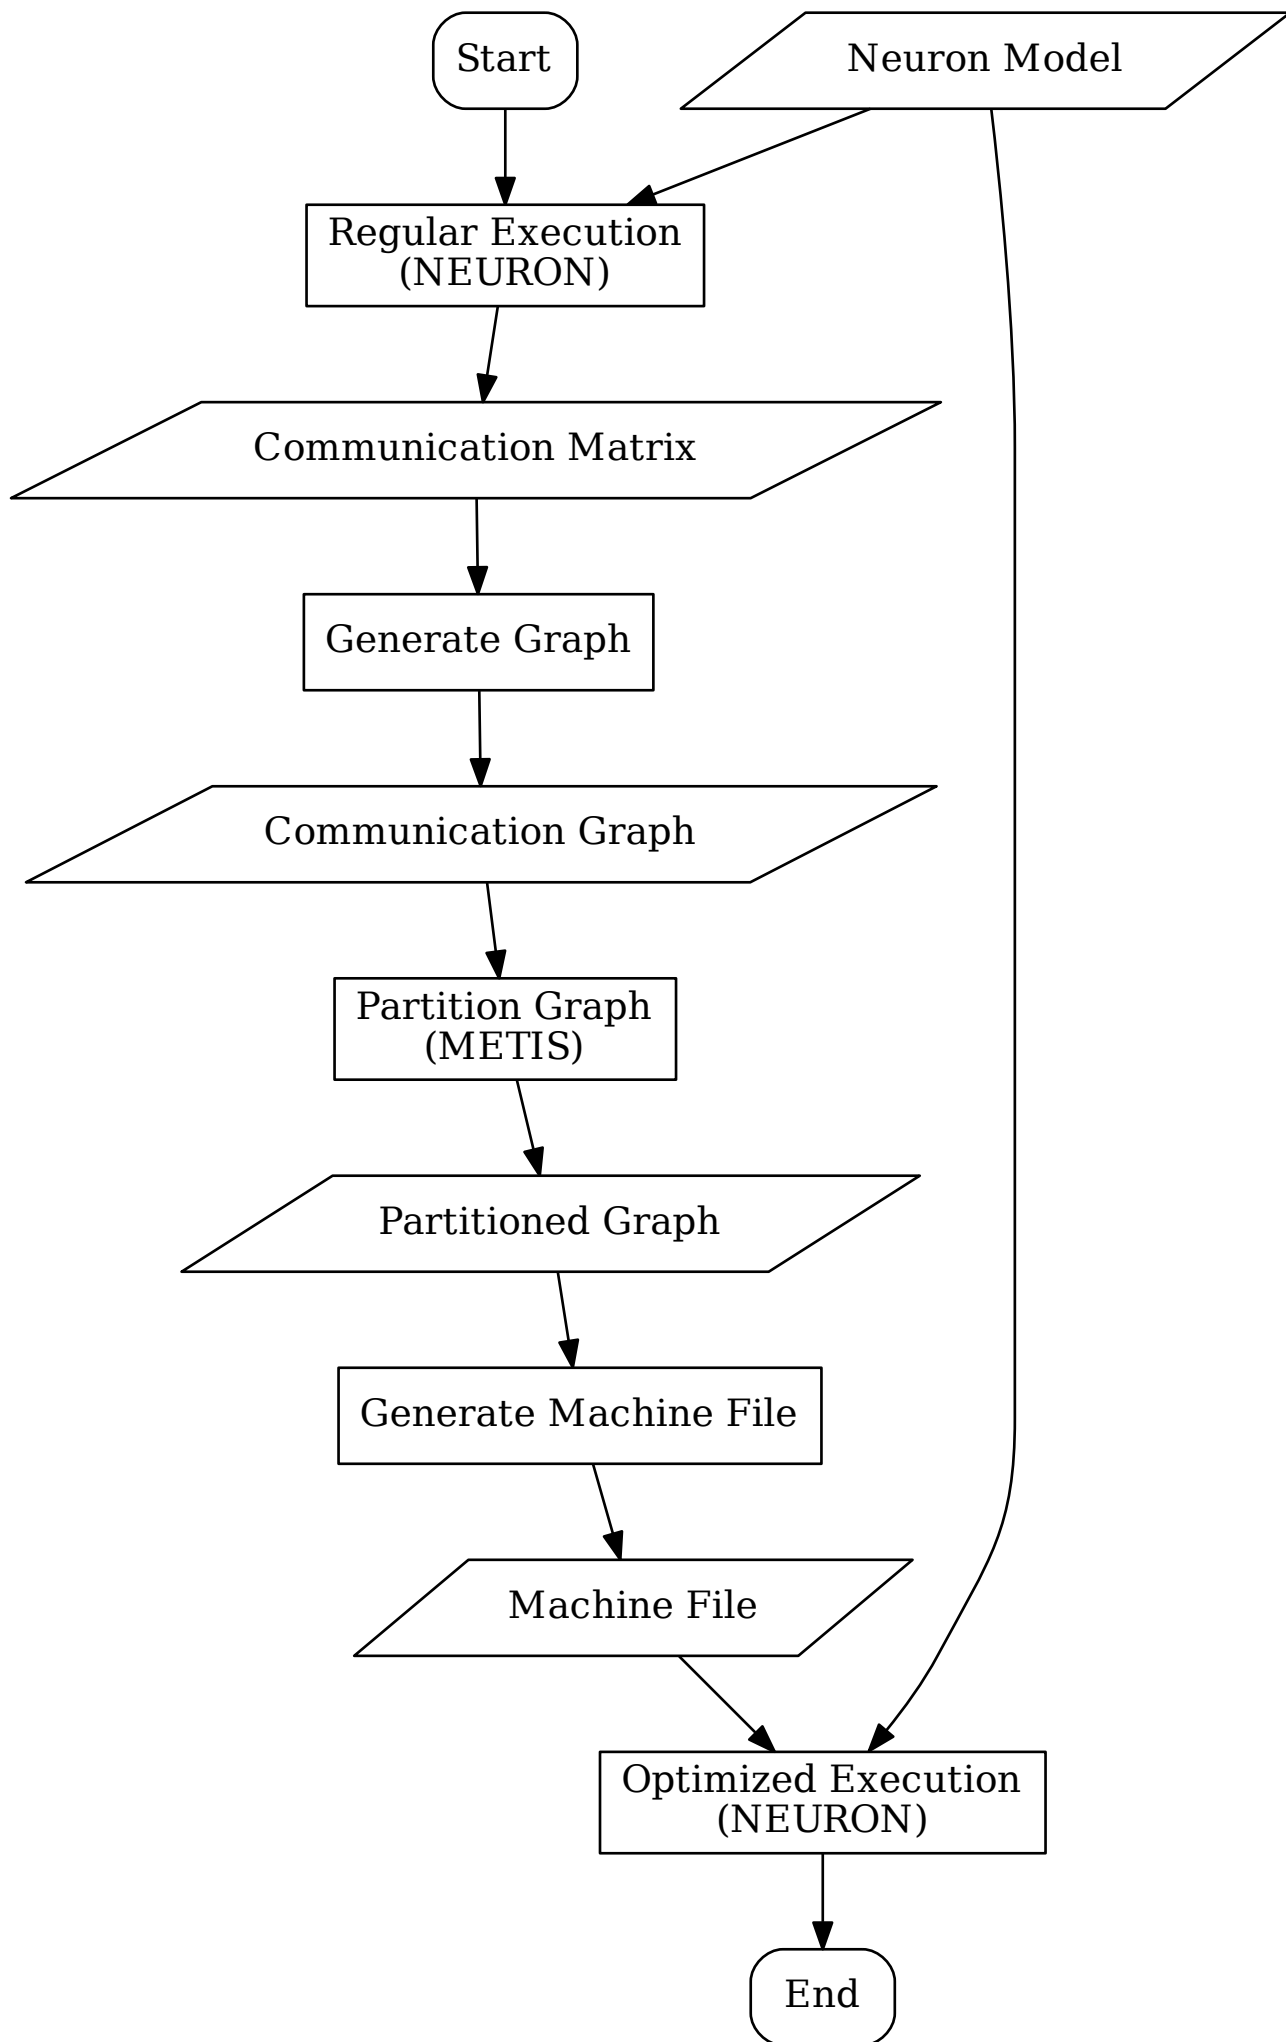 Start
Neuron Model
Regular Execution
(NEURON)
Communication Matrix
Generate Graph
Communication Graph
Partition Graph
(METIS)
Partitioned Graph
Generate Machine File
Machine File
Optimized Execution
(NEURON)
End